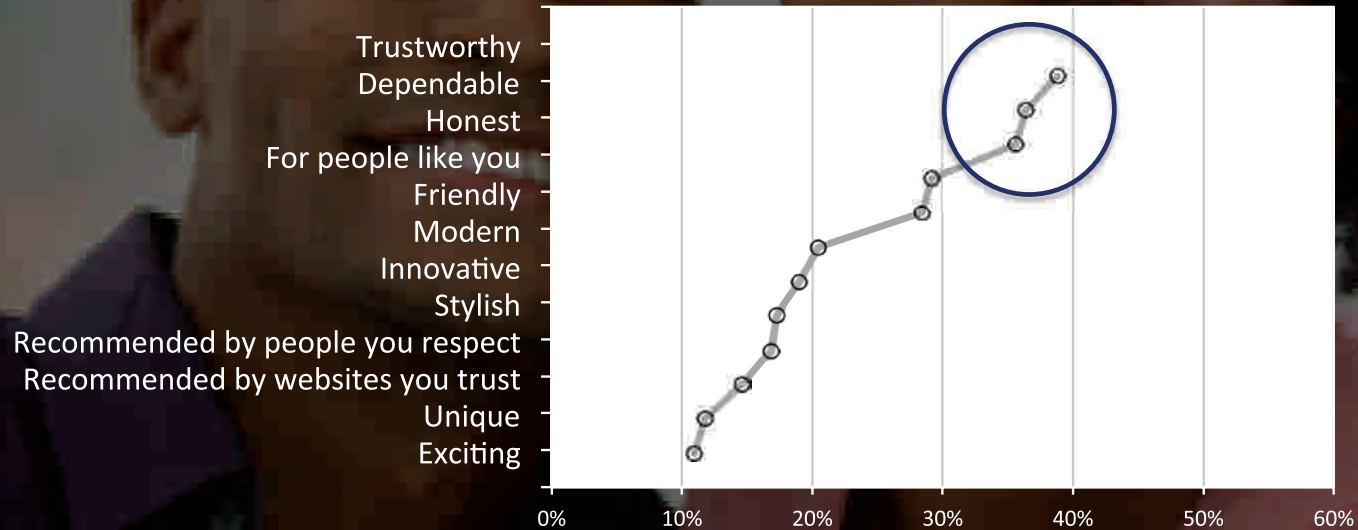 Trustworthy
Dependable
Honest
For people like you
Friendly
Modern
Innovative
Stylish
Recommended by people you respect
Recommended by websites you trust
Unique
Exciting
0% 10% 20% 30% 40% 50% 60%